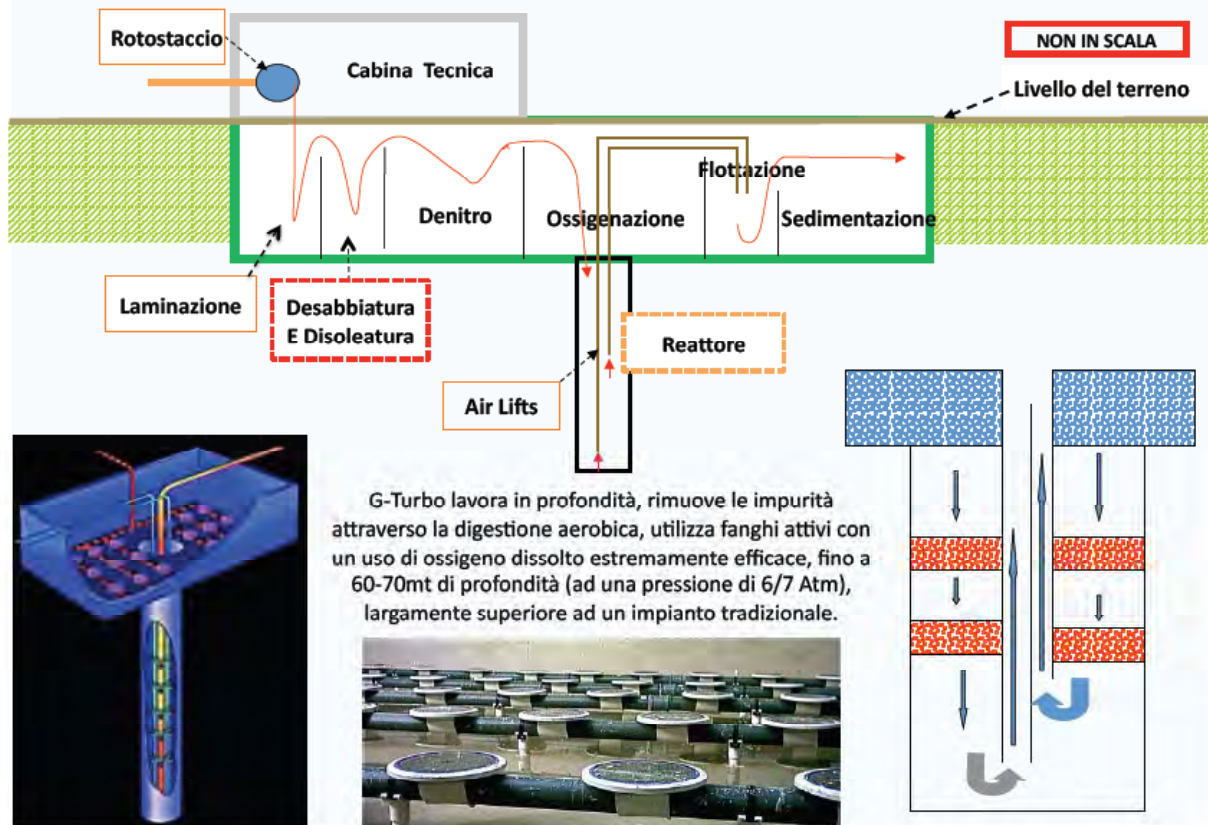 Rotostaccio
Cabina Tecnica
NON IN SCALA
Livello del terreno
Flottazione
Denitro
Ossigenazione
Sedimentazione
Laminazione
Desabbiatura
E Disoleatura
Reattore
Air Lifts
G-Turbo lavora in profondità, rimuove le impurità
attraverso la digestione aerobica, utilizza fanghi attivi con
un uso di ossigeno dissolto estremamente efficace, fino a
60-70mt di profondità (ad una pressione di 6/7 Atm),
largamente superiore ad un impianto tradizionale.